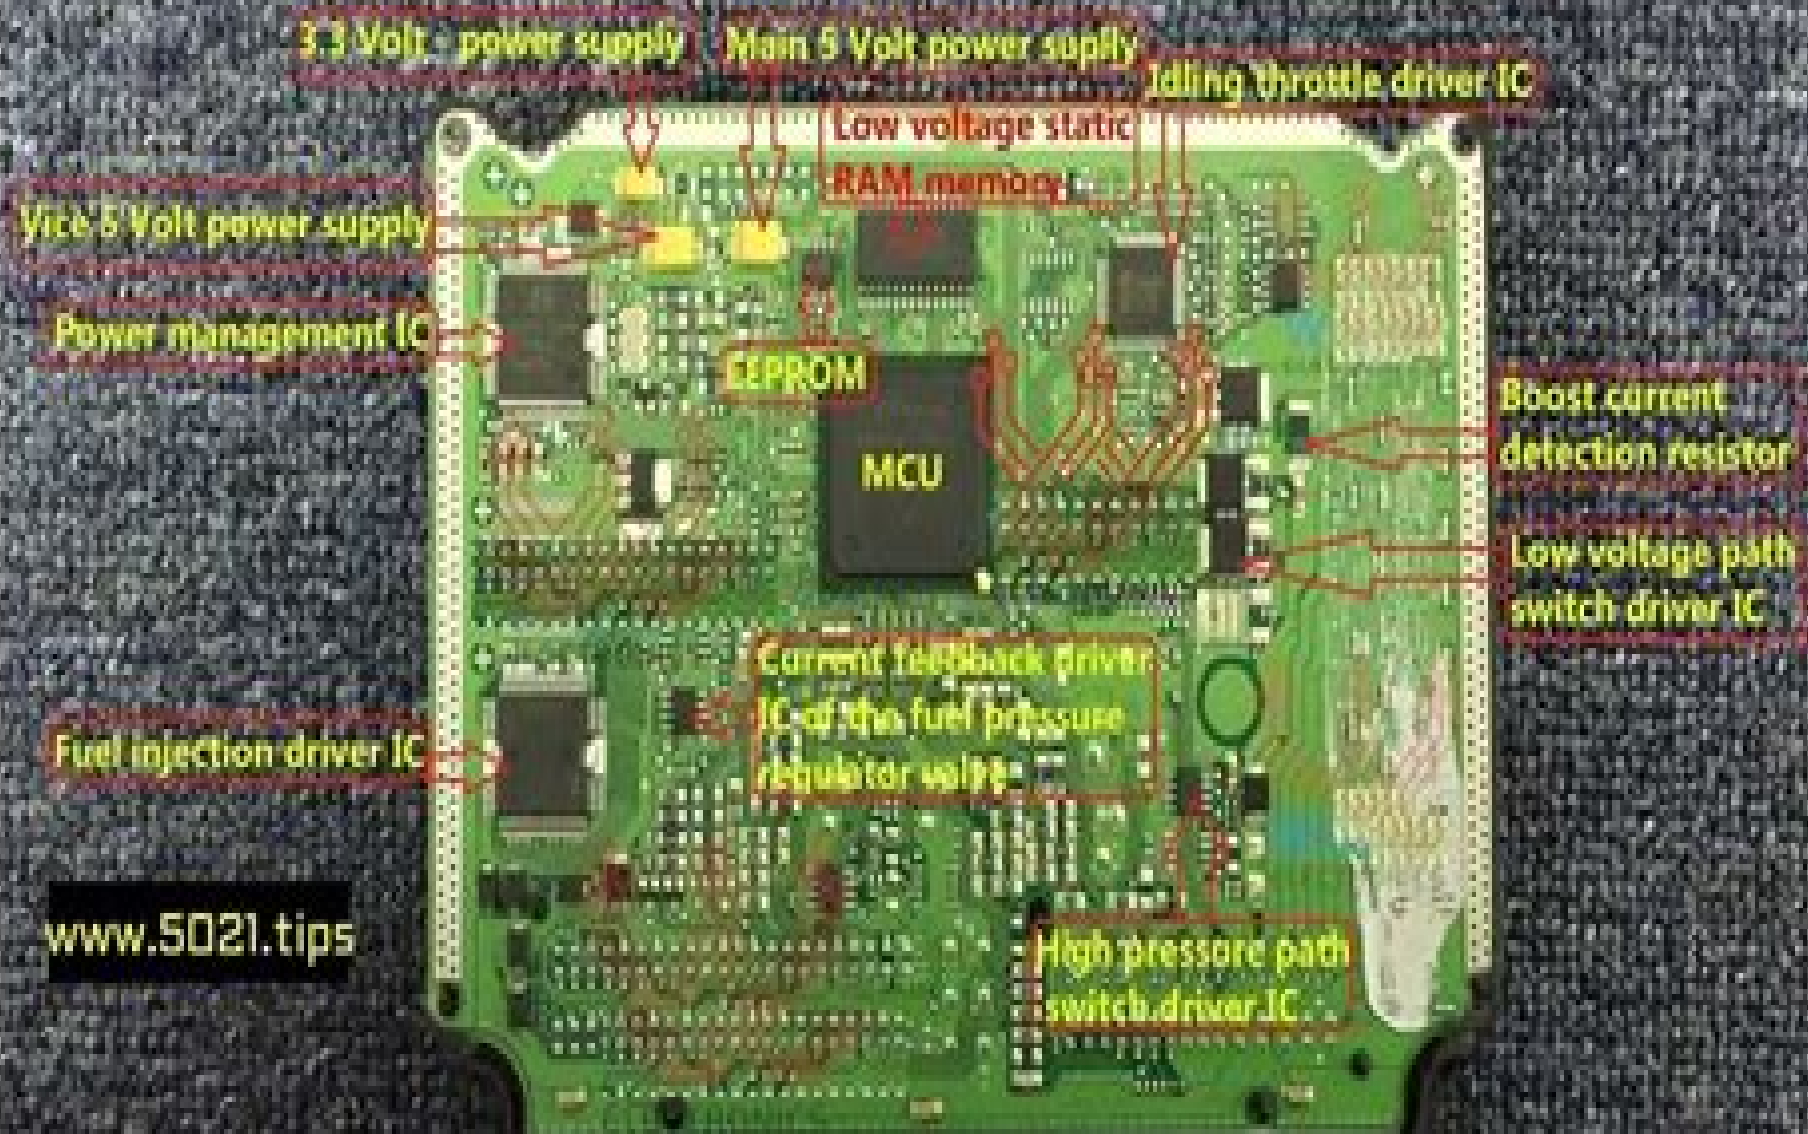 3.3 Volt - power supply
Main 5 Volt power suplly
Idling throttle driver IC
Low voltage static
RAM memory
Vice 5 Volt power supply
Power management IC
EEPROM
MCU
Boost current
detection resistor
Low voltage path
switch driver IC
Current feedback driver
IC of the fuel pressure
regulator valve
Fuel injection driver IC
www.5021.tips
High pressure path
switch driver IC